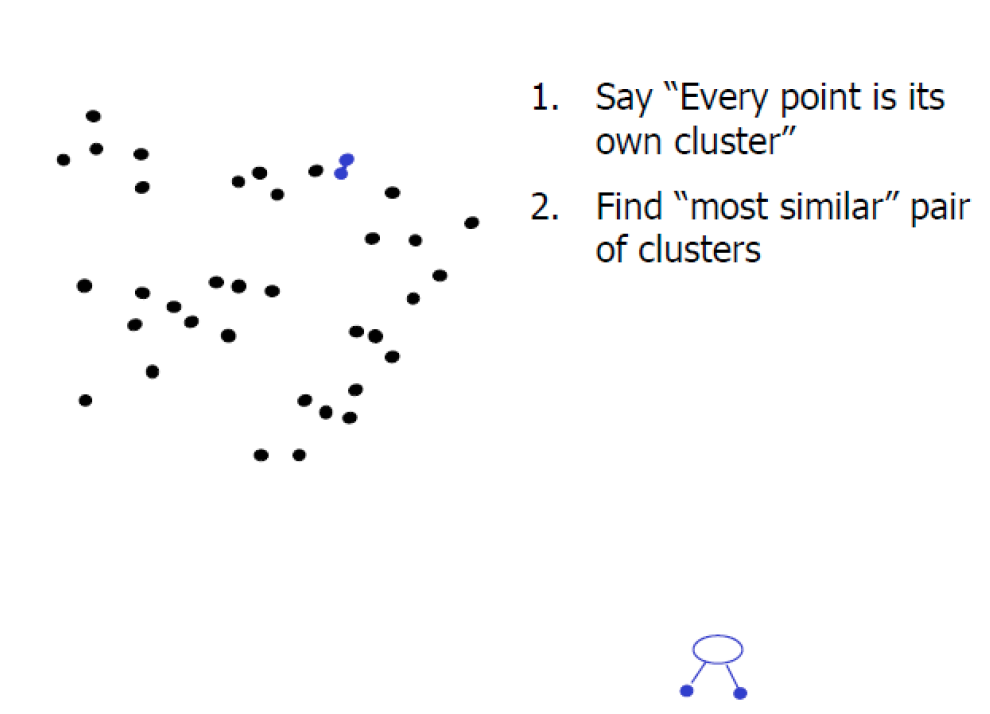 1. Say “Every point is its
own cluster”
2. Find “most similar” pair
of clusters